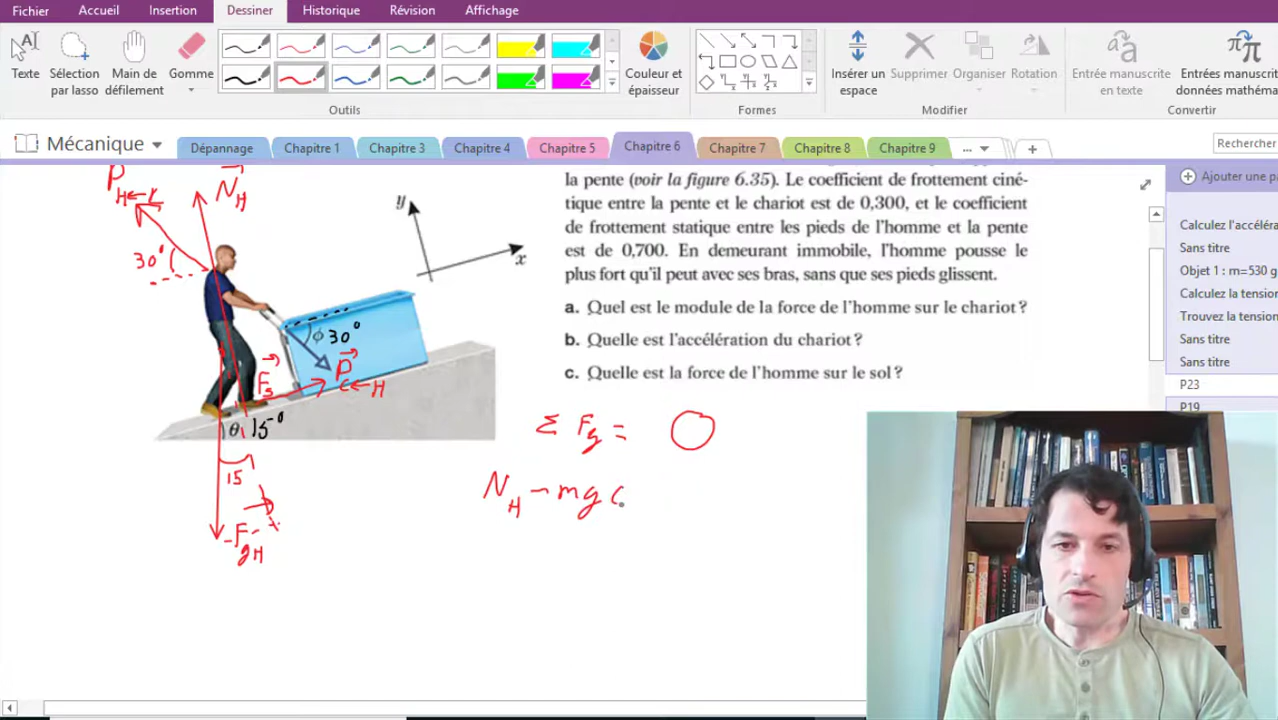 Fichier Accueil Insertion Dessiner Historique Révision Affichage
Texte
Sélection par lasso
Main de défilement
Gomme
Couleur et épaisseur
Insérer un espace
Supprimer
Organiser
Rotation
Entrée manuscrite en texte
Entrées manuscrit données mathéma
Outils Formes Modifier Convertir
Mécanique Dépannage Chapitre 1 Chapitre 3 Chapitre 4 Chapitre 5 Chapitre 6 Chapitre 7 Chapitre 8 Chapitre 9 ... +
Rechercher
Ajouter une pa
la pente (voir la figure 6.35). Le coefficient de frottement ciné-
tique entre la pente et le chariot est de 0,300, et le coefficient
de frottement statique entre les pieds de l'homme et la pente
est de 0,700. En demeurant immobile, l'homme pousse le
plus fort qu'il peut avec ses bras, sans que ses pieds glissent.
a. Quel est le module de la force de l'homme sur le chariot ?
b. Quelle est l'accélération du chariot ?
c. Quelle est la force de l'homme sur le sol ?
Calculez l'accéléra
Sans titre
Objet 1 : m=530 g
Calculez la tension
Trouvez la tension
Sans titre
Sans titre
P23
P19
P H←C
N H
30°
y
x
ϕ 30°
P C←H
F s
θ 15°
15
F gH
Σ F y = 0
N H - mg c